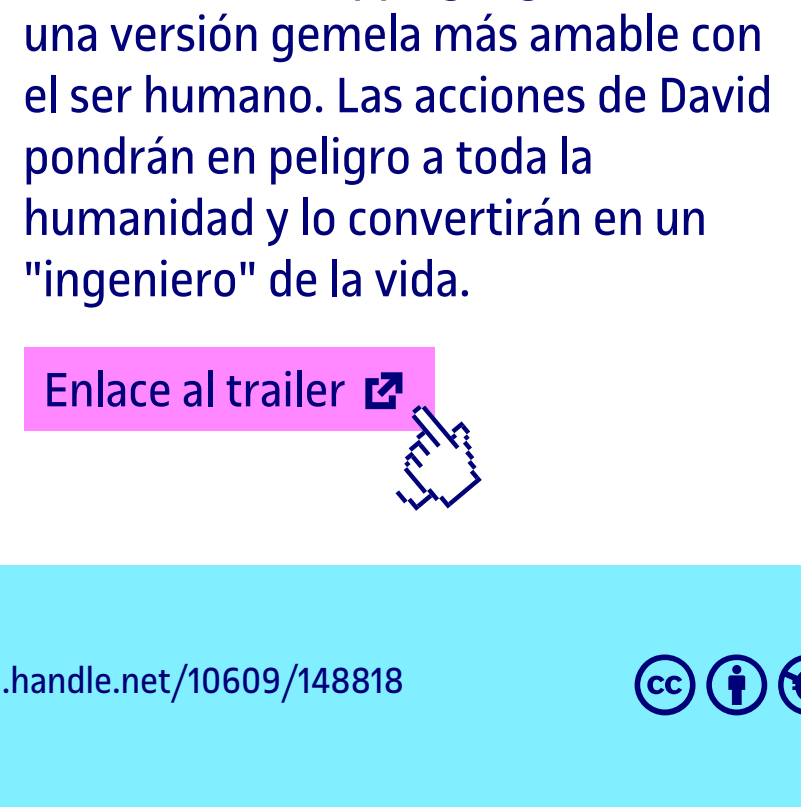 una versión gemela más amable con
el ser humano. Las acciones de David
pondrán en peligro a toda la
humanidad y lo convertirán en un
"ingeniero" de la vida.
Enlace al trailer
.handle.net/10609/148818
cc